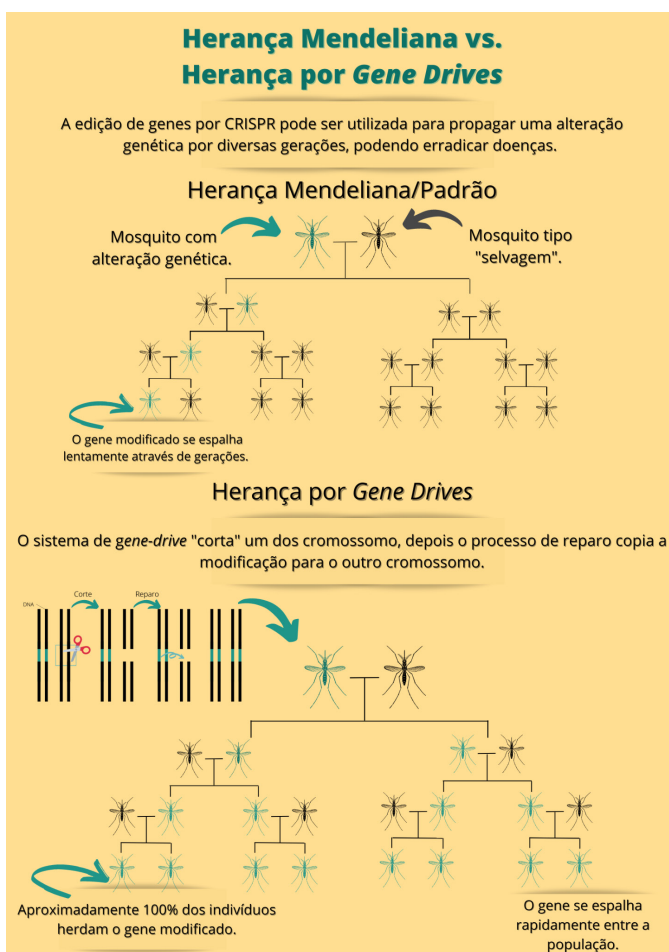 Herança Mendeliana vs.
Herança por Gene Drives
A edição de genes por CRISPR pode ser utilizada para propagar uma alteração
genética por diversas gerações, podendo erradicar doenças.
Herança Mendeliana/Padrão
Mosquito com
alteração genética.
Mosquito tipo
"selvagem".
O gene modificado se espalha
lentamente através de gerações.
Herança por Gene Drives
O sistema de gene-drive "corta" um dos cromossomo, depois o processo de reparo copia a
modificação para o outro cromossomo.
DNA
Corte
Reparo
Aproximadamente 100% dos indivíduos
herdam o gene modificado.
O gene se espalha
rapidamente entre a
população.